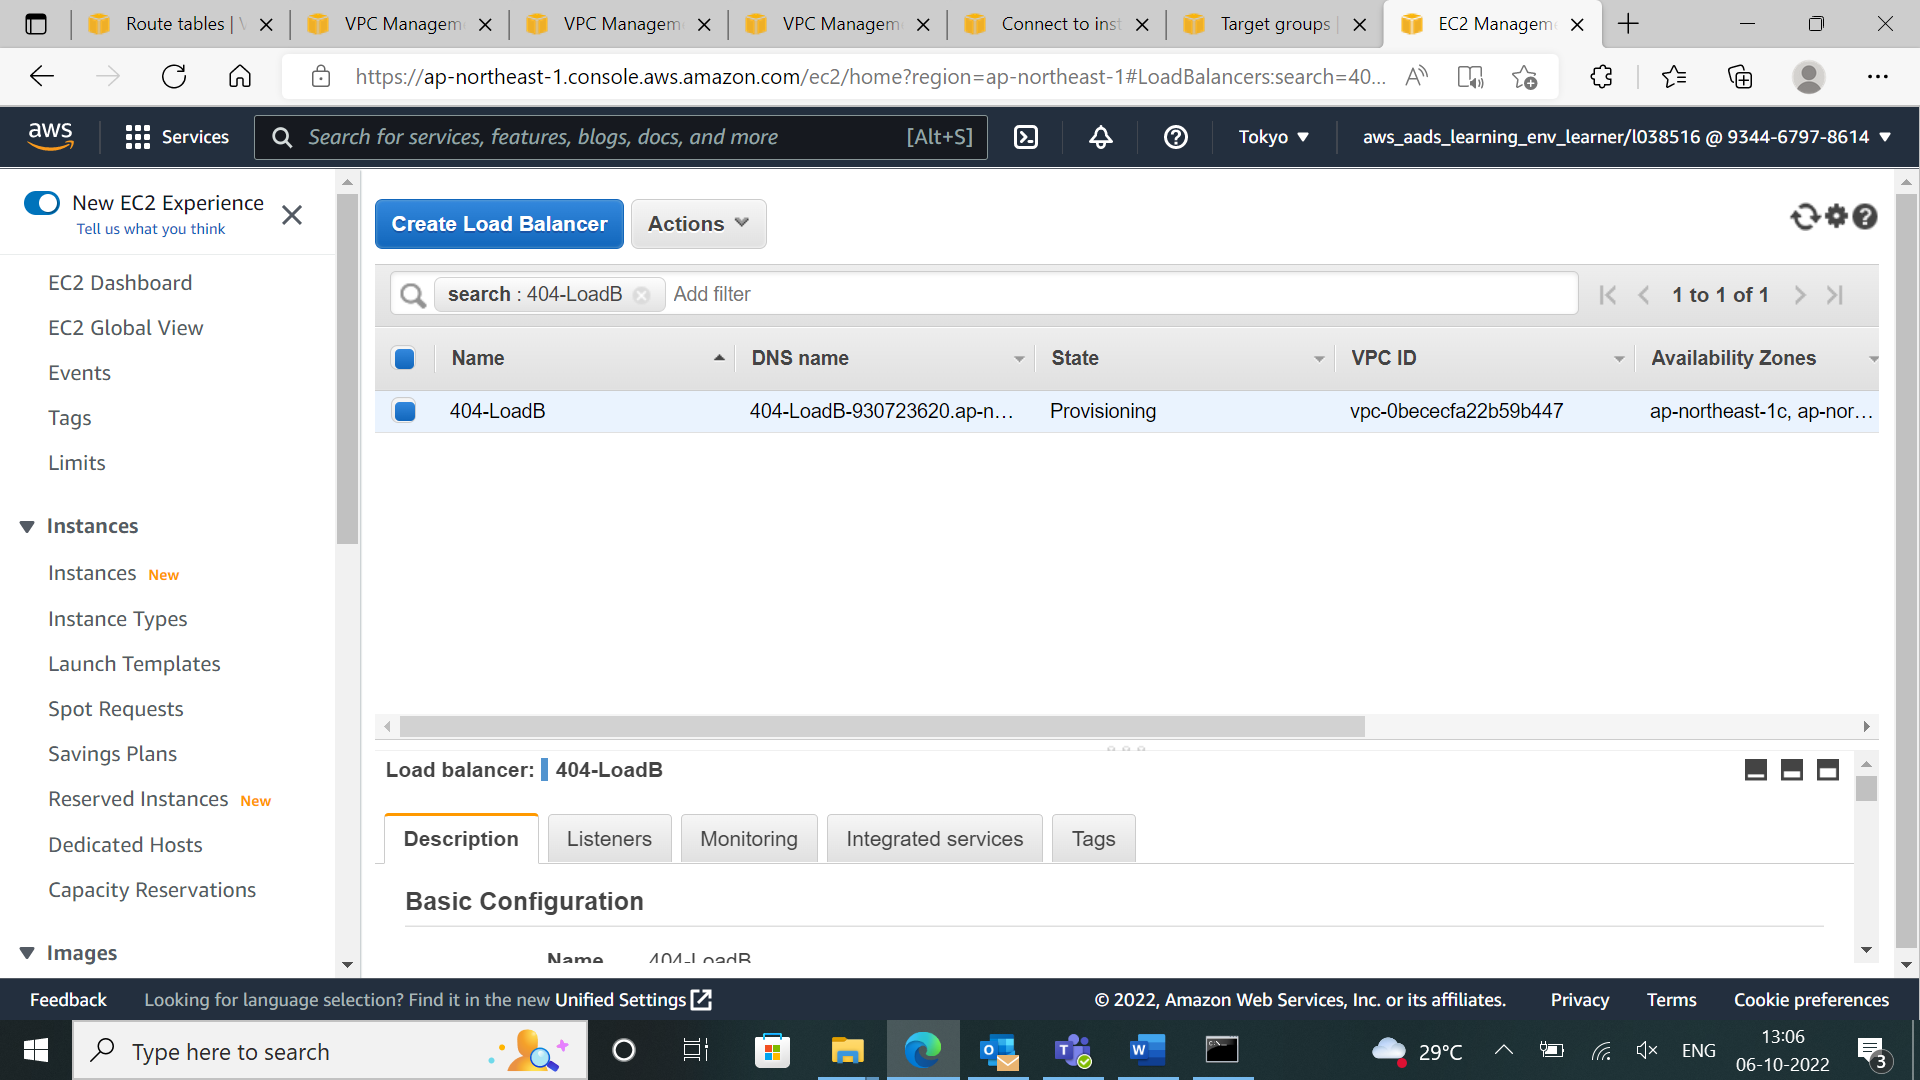 Route tables | V
VPC Managem
VPC Managem
VPC Managem
Connect to inst
Target groups |
EC2 Managem
https://ap-northeast-1.console.aws.amazon.com/ec2/home?region=ap-northeast-1#LoadBalancers:search=40...
aws
Services
Search for services, features, blogs, docs, and more
[Alt+S]
Tokyo
aws_aads_learning_env_learner/l038516 @ 9344-6797-8614
New EC2 Experience
Tell us what you think
EC2 Dashboard
EC2 Global View
Events
Tags
Limits
Instances
Instances New
Instance Types
Launch Templates
Spot Requests
Savings Plans
Reserved Instances New
Dedicated Hosts
Capacity Reservations
Images
Create Load Balancer
Actions
search : 404-LoadB
Add filter
1 to 1 of 1
Name
DNS name
State
VPC ID
Availability Zones
404-LoadB
404-LoadB-930723620.ap-n...
Provisioning
vpc-0bececfa22b59b447
ap-northeast-1c, ap-nor...
Load balancer: 404-LoadB
Description
Listeners
Monitoring
Integrated services
Tags
Basic Configuration
Name 404-LoadB
Feedback
Looking for language selection? Find it in the new Unified Settings
© 2022, Amazon Web Services, Inc. or its affiliates.
Privacy
Terms
Cookie preferences
Type here to search
29°C
ENG
13:06
06-10-2022
3